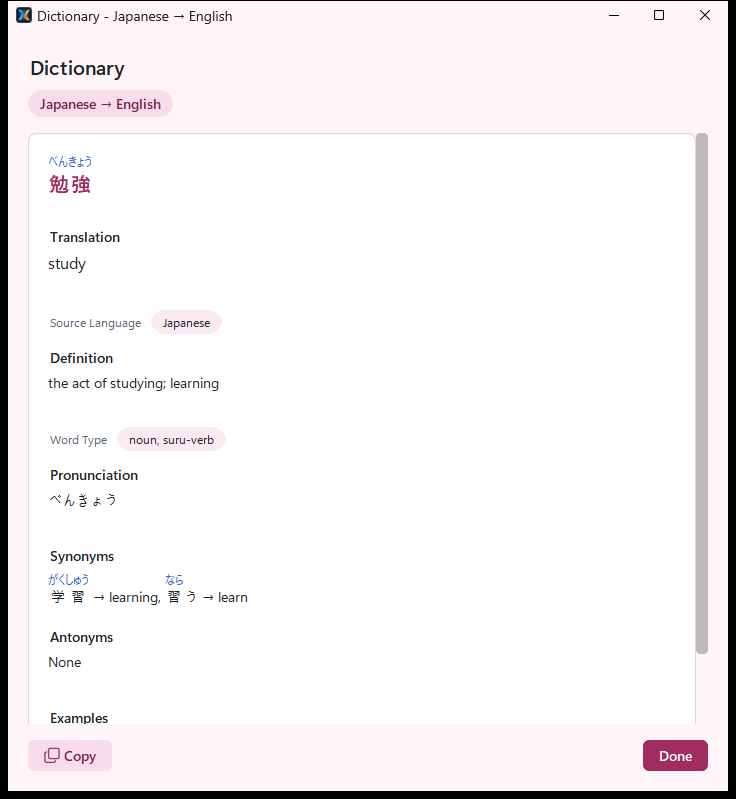 Dictionary - Japanese → English
Dictionary
Japanese → English
べんきょう
勉強
Translation
study
Source Language Japanese
Definition
the act of studying; learning
Word Type noun, suru-verb
Pronunciation
べんきょう
Synonyms
がくしゅう なら
学習 → learning, 習う → learn
Antonyms
None
Examples
Copy Done